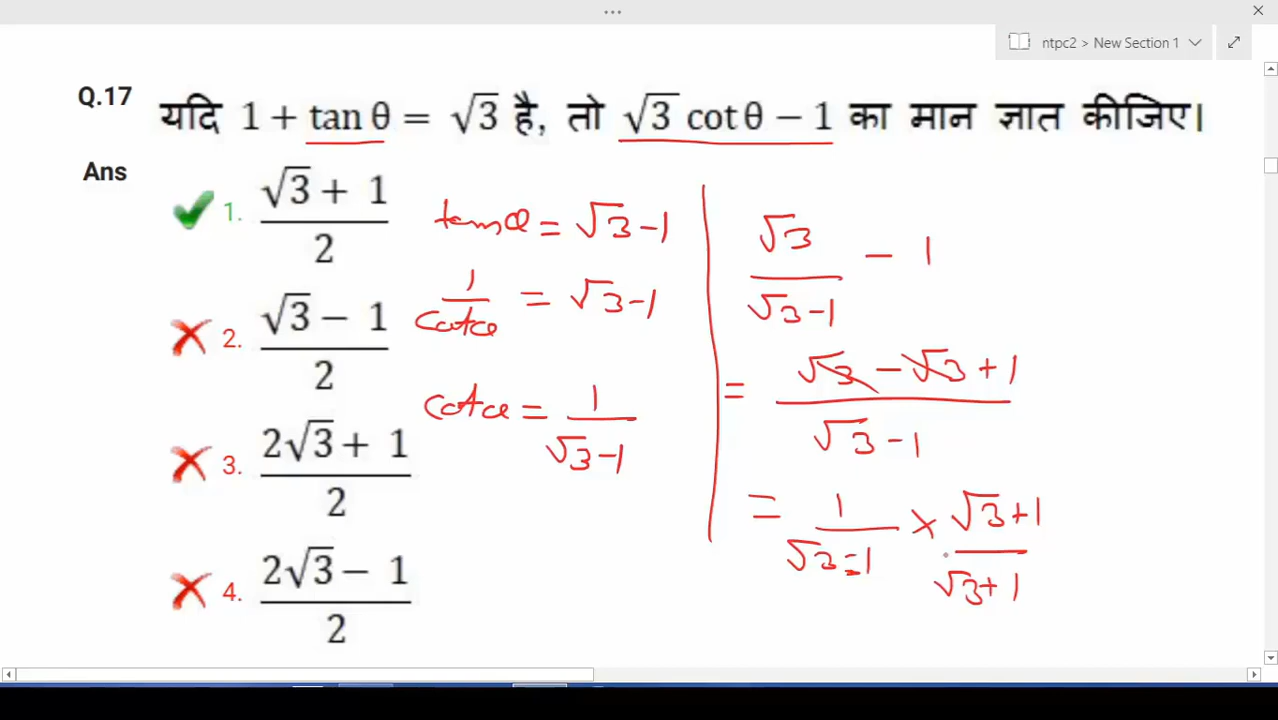 ntpc2 > New Section 1
Q.17
यदि 1 + tan θ = √3 है, तो √3 cot θ − 1 का मान ज्ञात कीजिए।
Ans
1. (√3 + 1)/2
2. (√3 − 1)/2
3. (2√3 + 1)/2
4. (2√3 − 1)/2
tanθ = √3 − 1
1/cotθ = √3 − 1
cotθ = 1/(√3 − 1)
√3/(√3 − 1) − 1
= (√3 − √3 + 1)/(√3 − 1)
= 1/(√3 − 1) × (√3 + 1)/(√3 + 1)